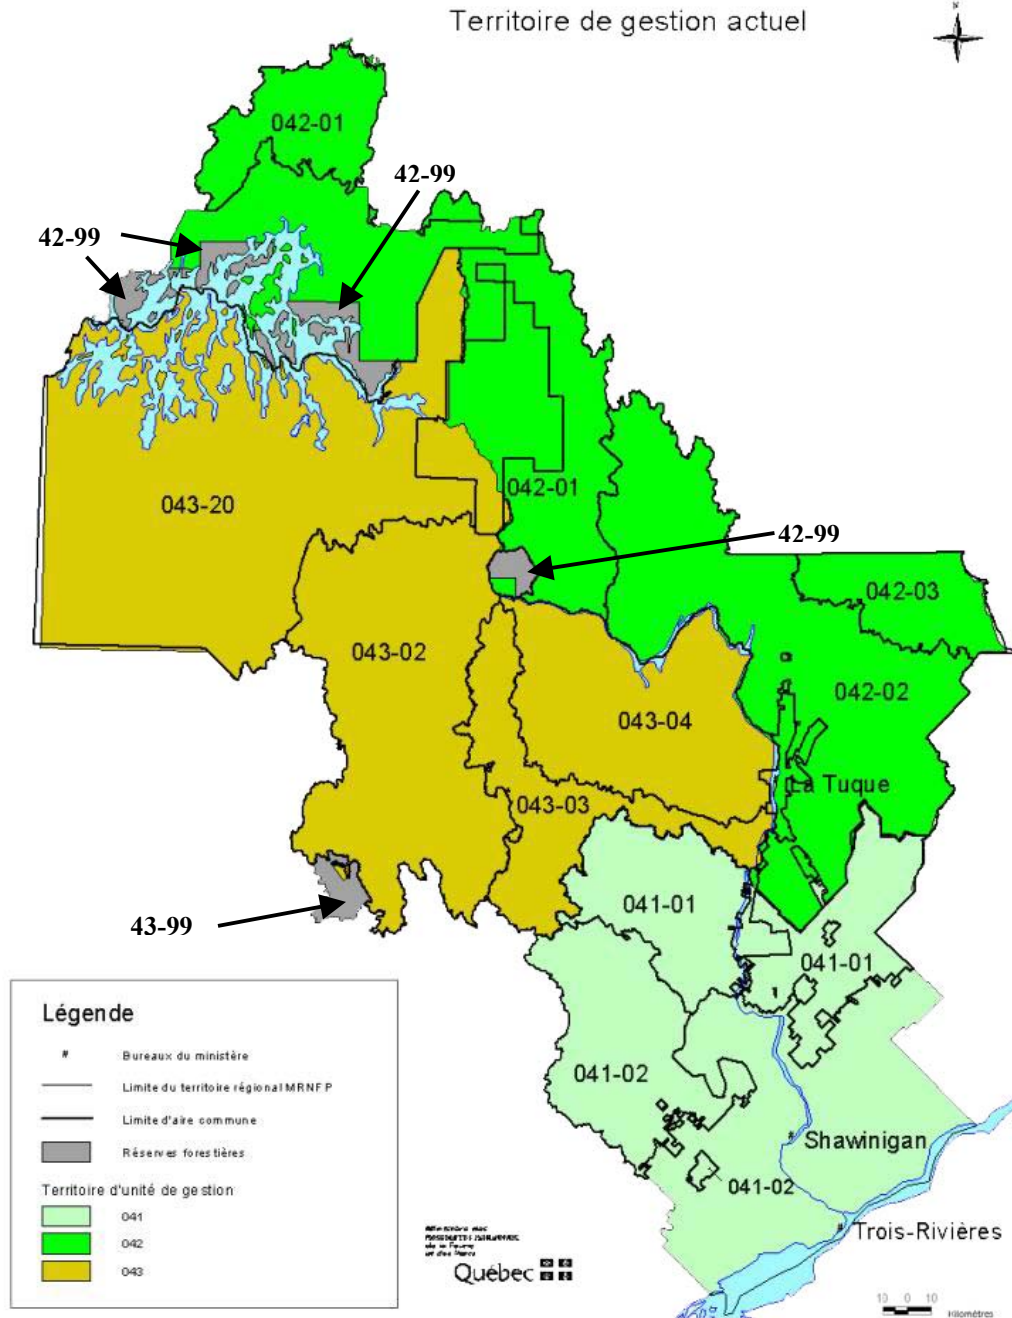 Territoire de gestion actuel
N
042-01
42-99
42-99
043-20
042-01
42-99
042-03
043-02
042-02
043-04
La Tuque
043-03
041-01
43-99
041-01
041-02
Shawinigan
041-02
Trois-Rivières
Légende
# Bureaux du ministère
Limite du territoire régional MRNFP
Limite d'aire commune
Réserves forestières
Territoire d'unité de gestion
041
042
043
Québec
10 0 10
Kilomètres